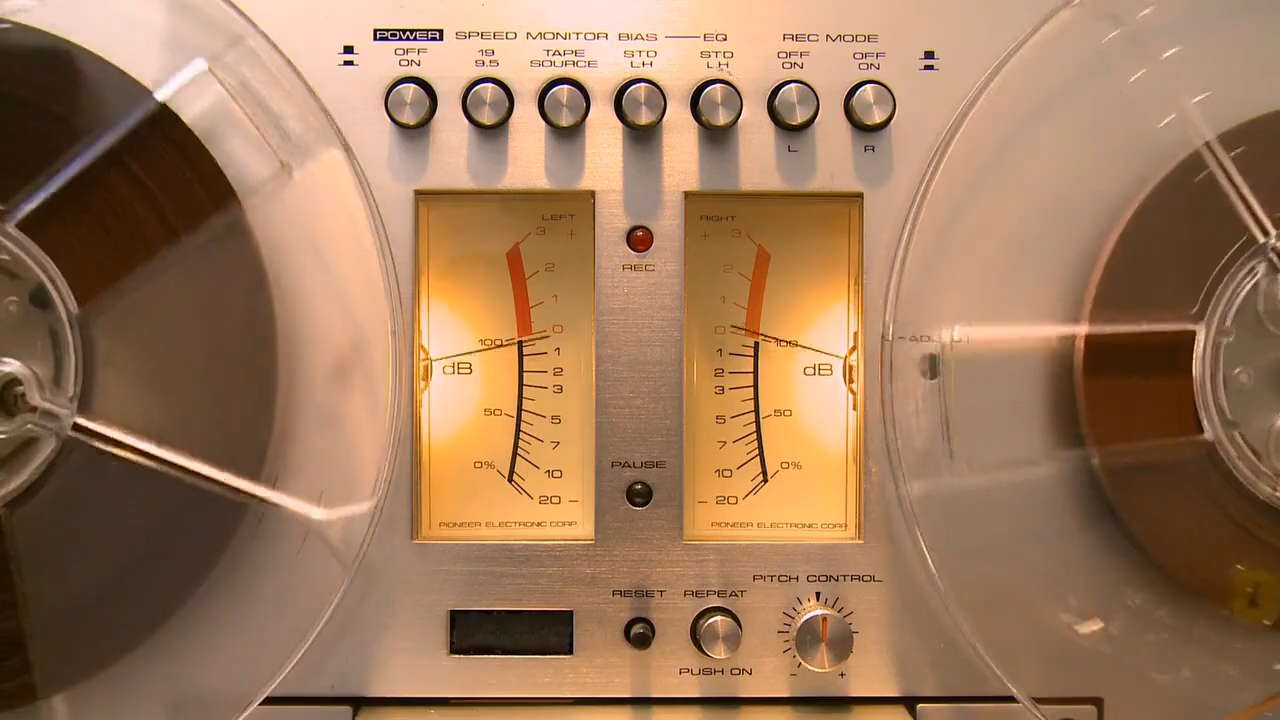 POWER SPEED MONITOR BIAS EQ REC MODE
OFF 19 TAPE STD STD OFF OFF
ON 9.5 SOURCE L.H L.H ON ON
L R
LEFT
3 +
2
1
0
100
1
2
dB
3
50
5
7
0%
10
20 -
PIONEER ELECTRONIC CORP.
REC
RIGHT
+ 3
2
1
0
100
1
2
dB
3
50
5
7
10
0%
- 20
PIONEER ELECTRONIC CORP.
PAUSE
PITCH CONTROL
RESET REPEAT
PUSH ON
- +